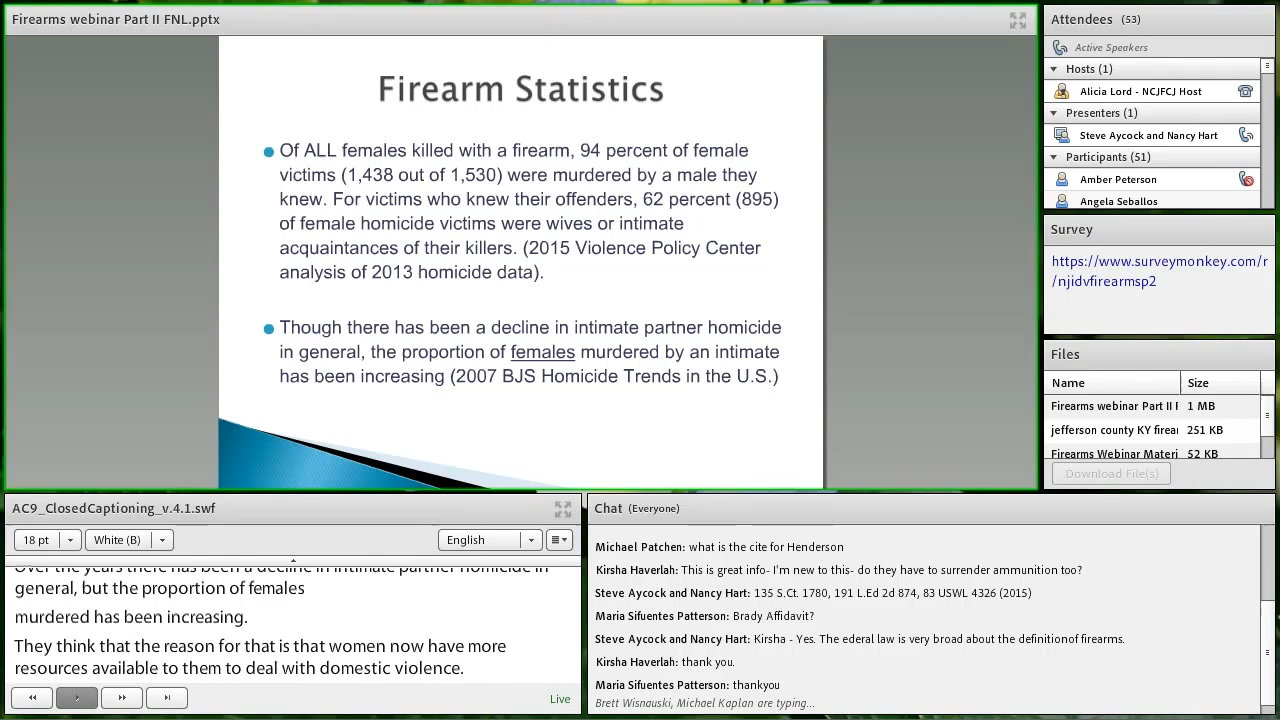 Firearms webinar Part II FNL.pptx
Firearm Statistics
Of ALL females killed with a firearm, 94 percent of female
victims (1,438 out of 1,530) were murdered by a male they
knew. For victims who knew their offenders, 62 percent (895)
of female homicide victims were wives or intimate
acquaintances of their killers. (2015 Violence Policy Center
analysis of 2013 homicide data).
Though there has been a decline in intimate partner homicide
in general, the proportion of females murdered by an intimate
has been increasing (2007 BJS Homicide Trends in the U.S.)
Attendees (53)
Active Speakers
Hosts (1)
Alicia Lord - NCJFCJ Host
Presenters (1)
Steve Aycock and Nancy Hart
Participants (51)
Amber Peterson
Angela Seballos
Survey
https://www.surveymonkey.com/r
/njidvfirearmsp2
Files
Name Size
Firearms webinar Part II F 1 MB
jefferson county KY firear 251 KB
Firearms Webinar Materi 52 KB
Download File(s)
AC9_ClosedCaptioning_v.4.1.swf
18 pt White (B) English
Over the years there has been a decline in intimate partner homicide in
general, but the proportion of females
murdered has been increasing.
They think that the reason for that is that women now have more
resources available to them to deal with domestic violence.
Live
Chat (Everyone)
Michael Patchen: what is the cite for Henderson
Kirsha Haverlah: This is great info- I'm new to this- do they have to surrender ammunition too?
Steve Aycock and Nancy Hart: 135 S.Ct. 1780, 191 L.Ed 2d 874, 83 USWL 4326 (2015)
Maria Sifuentes Patterson: Brady Affidavit?
Steve Aycock and Nancy Hart: Kirsha - Yes. The ederal law is very broad about the definitionof firearms.
Kirsha Haverlah: thank you.
Maria Sifuentes Patterson: thankyou
Brett Wisnauski, Michael Kaplan are typing...